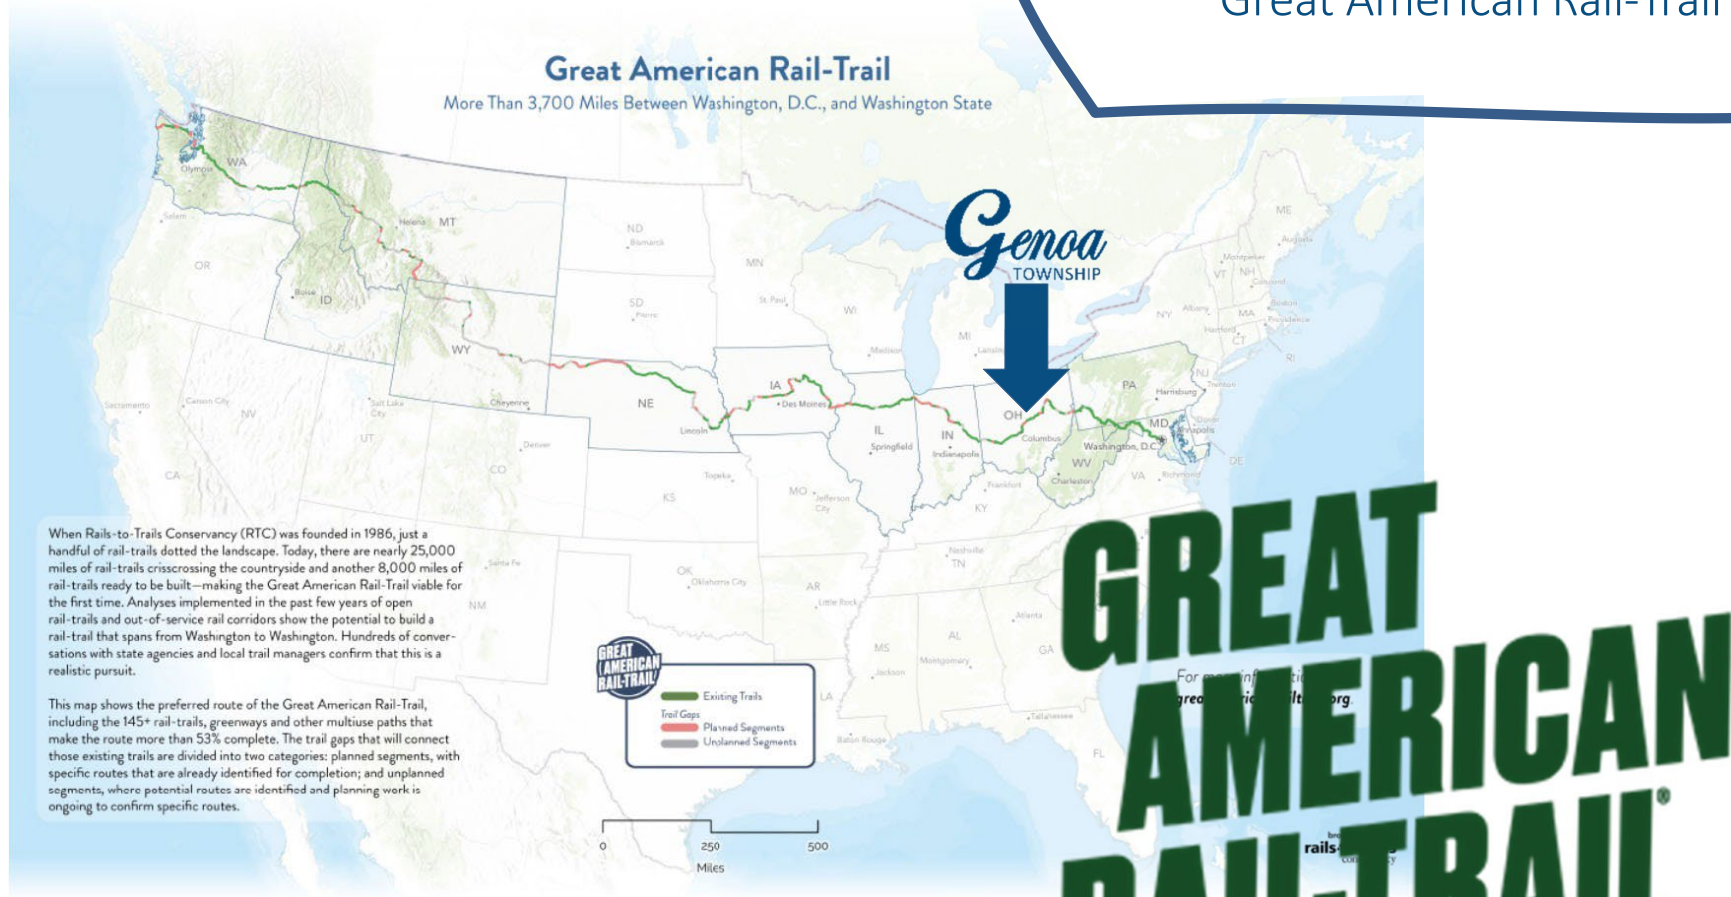 Great American Rail-Trail
Great American Rail-Trail
More Than 3,700 Miles Between Washington, D.C., and Washington State
WA
Olympia
Salem
OR
Helena
MT
Boise
ID
ND
Bismarck
SD
Pierre
MN
St. Paul
WI
Madison
MI
Lansing
Genoa
TOWNSHIP
ME
Augusta
Montpelier
VT
NH
Concord
Boston
NY
Albany
MA
Providence
Hartford
CT
RI
WY
Cheyenne
NE
Lincoln
IA
Des Moines
IL
Springfield
IN
Indianapolis
OH
Columbus
PA
Harrisburg
NJ
Trenton
MD
Washington, D.C.
DE
WV
Charleston
VA
Richmond
Sacramento
Carson City
NV
Salt Lake
City
UT
Denver
CO
CA
Topeka
KS
MO
Jefferson
City
Frankfort
KY
Nashville
TN
Santa Fe
NM
OK
Oklahoma City
AR
Little Rock
MS
Jackson
AL
Montgomery
Atlanta
GA
LA
Baton Rouge
Tallahassee
FL
When Rails-to-Trails Conservancy (RTC) was founded in 1986, just a
handful of rail-trails dotted the landscape. Today, there are nearly 25,000
miles of rail-trails crisscrossing the countryside and another 8,000 miles of
rail-trails ready to be built—making the Great American Rail-Trail viable for
the first time. Analyses implemented in the past few years of open
rail-trails and out-of-service rail corridors show the potential to build a
rail-trail that spans from Washington to Washington. Hundreds of conver-
sations with state agencies and local trail managers confirm that this is a
realistic pursuit.
This map shows the preferred route of the Great American Rail-Trail,
including the 145+ rail-trails, greenways and other multiuse paths that
make the route more than 53% complete. The trail gaps that will connect
those existing trails are divided into two categories: planned segments, with
specific routes that are already identified for completion; and unplanned
segments, where potential routes are identified and planning work is
ongoing to confirm specific routes.
GREAT
AMERICAN
RAIL-TRAIL
Existing Trails
Trail Gaps
Planned Segments
Unplanned Segments
0 250 500
Miles
For
rails
GREAT
AMERICAN
RAIL-TRAIL®